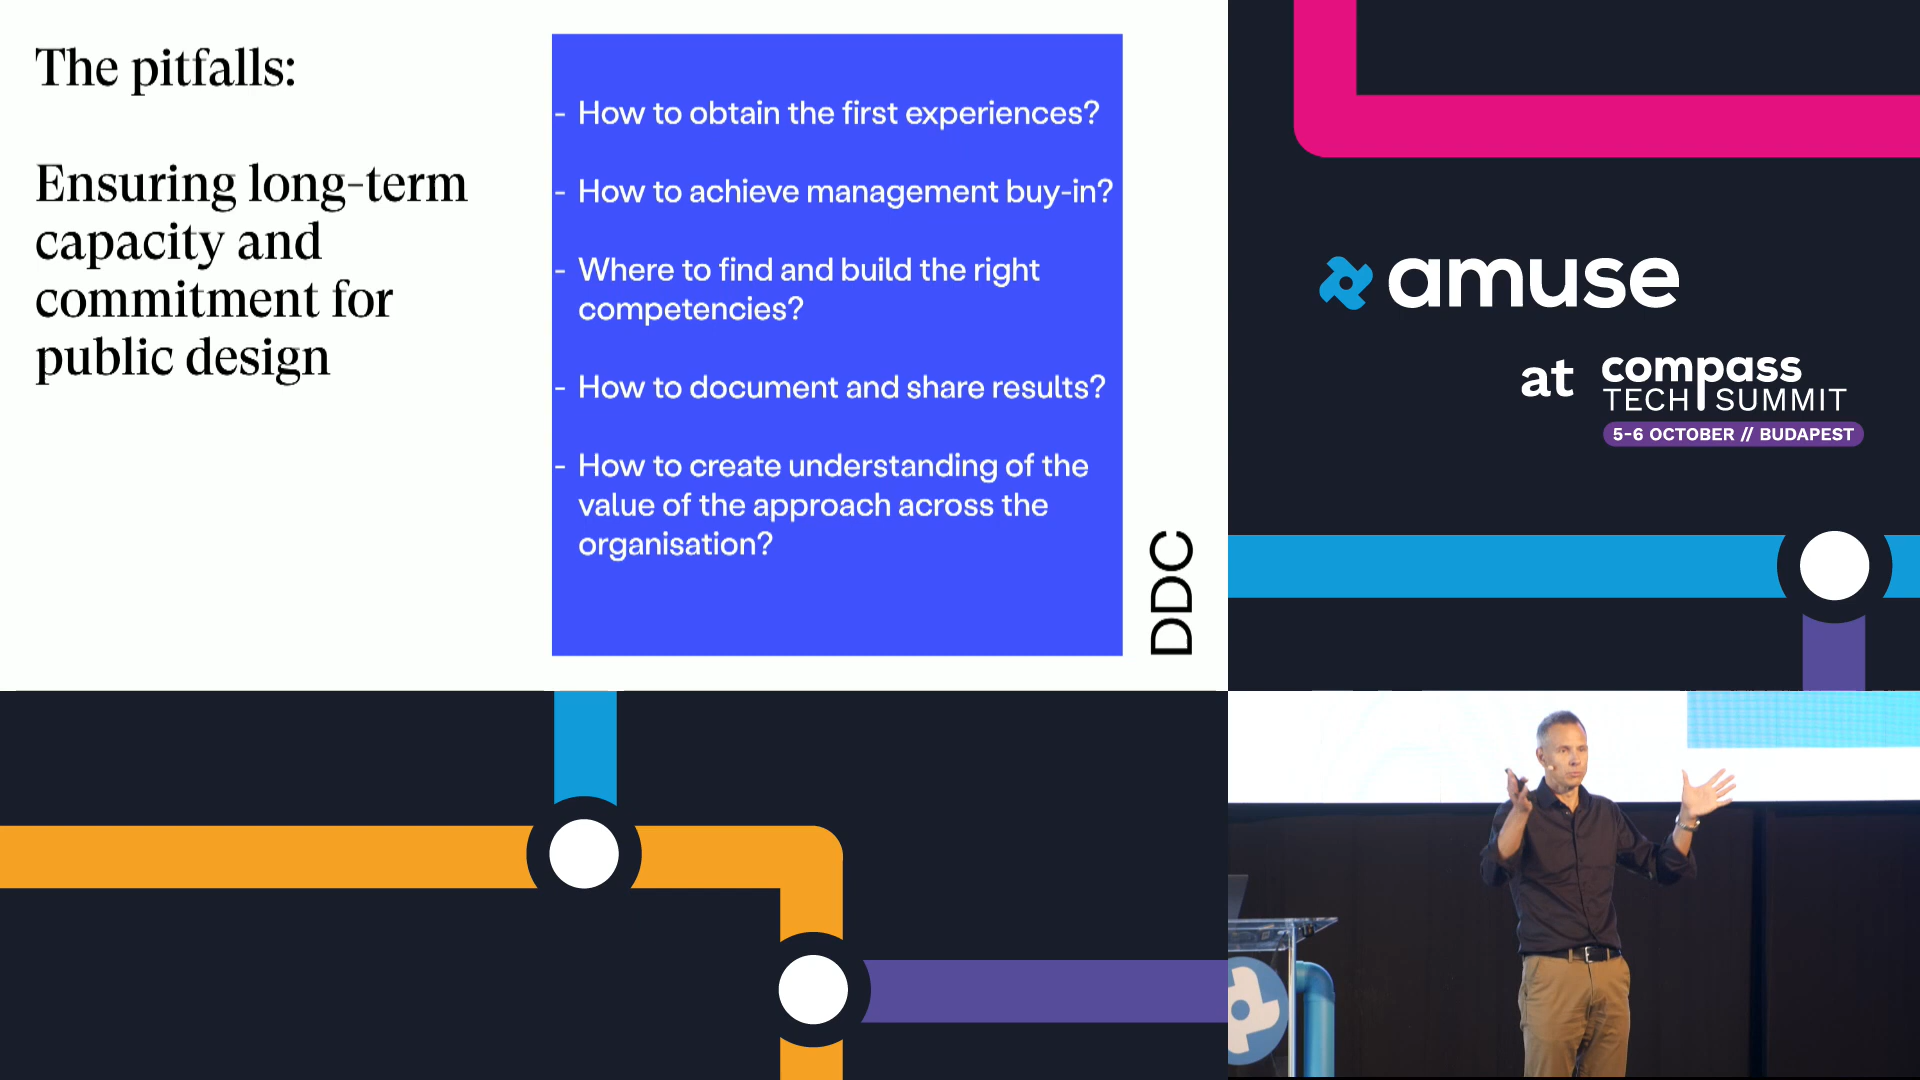 The pitfalls:
Ensuring long-term
capacity and
commitment for
public design
- How to obtain the first experiences?
- How to achieve management buy-in?
- Where to find and build the right
competencies?
- How to document and share results?
- How to create understanding of the
value of the approach across the
organisation?
DDC
amuse
at
compass
TECH SUMMIT
5-6 OCTOBER // BUDAPEST